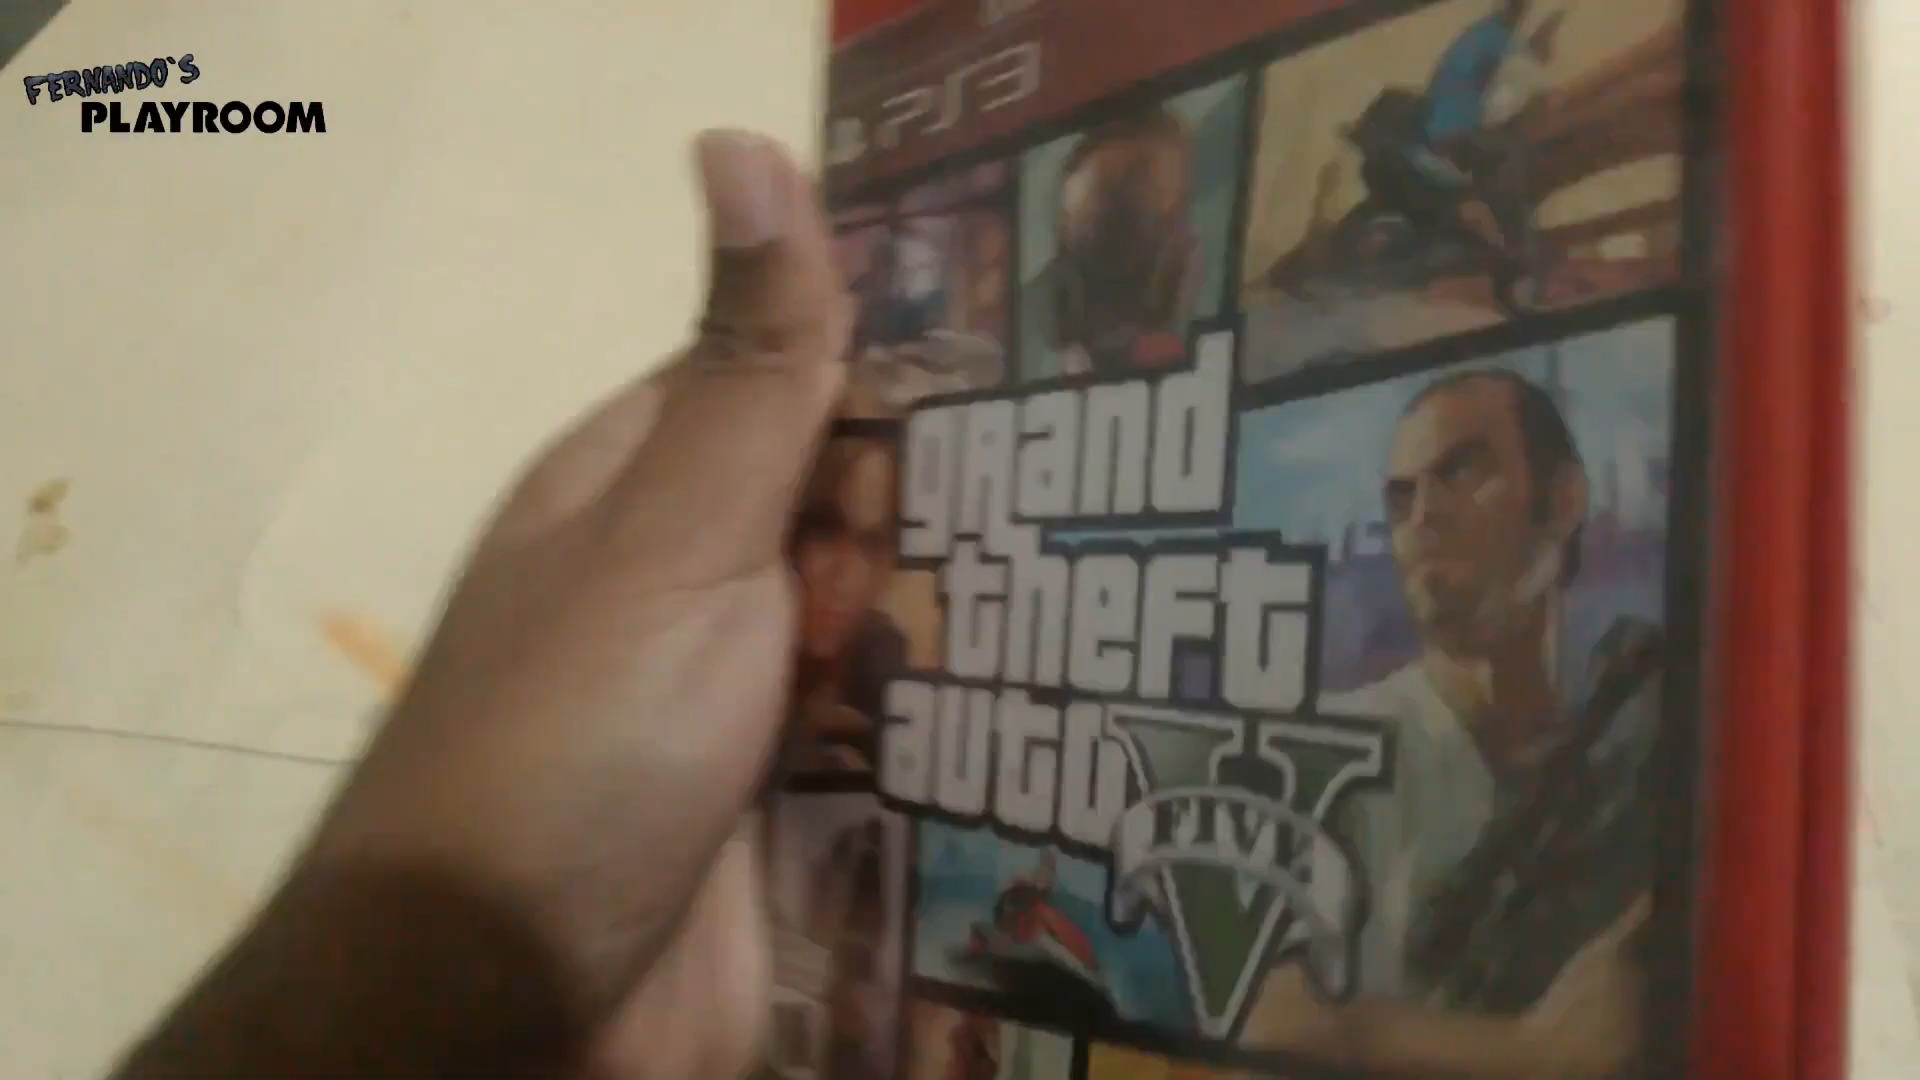 FERNANDO`S
PLAYROOM
PS3
grand
theft
auto V
FIVE